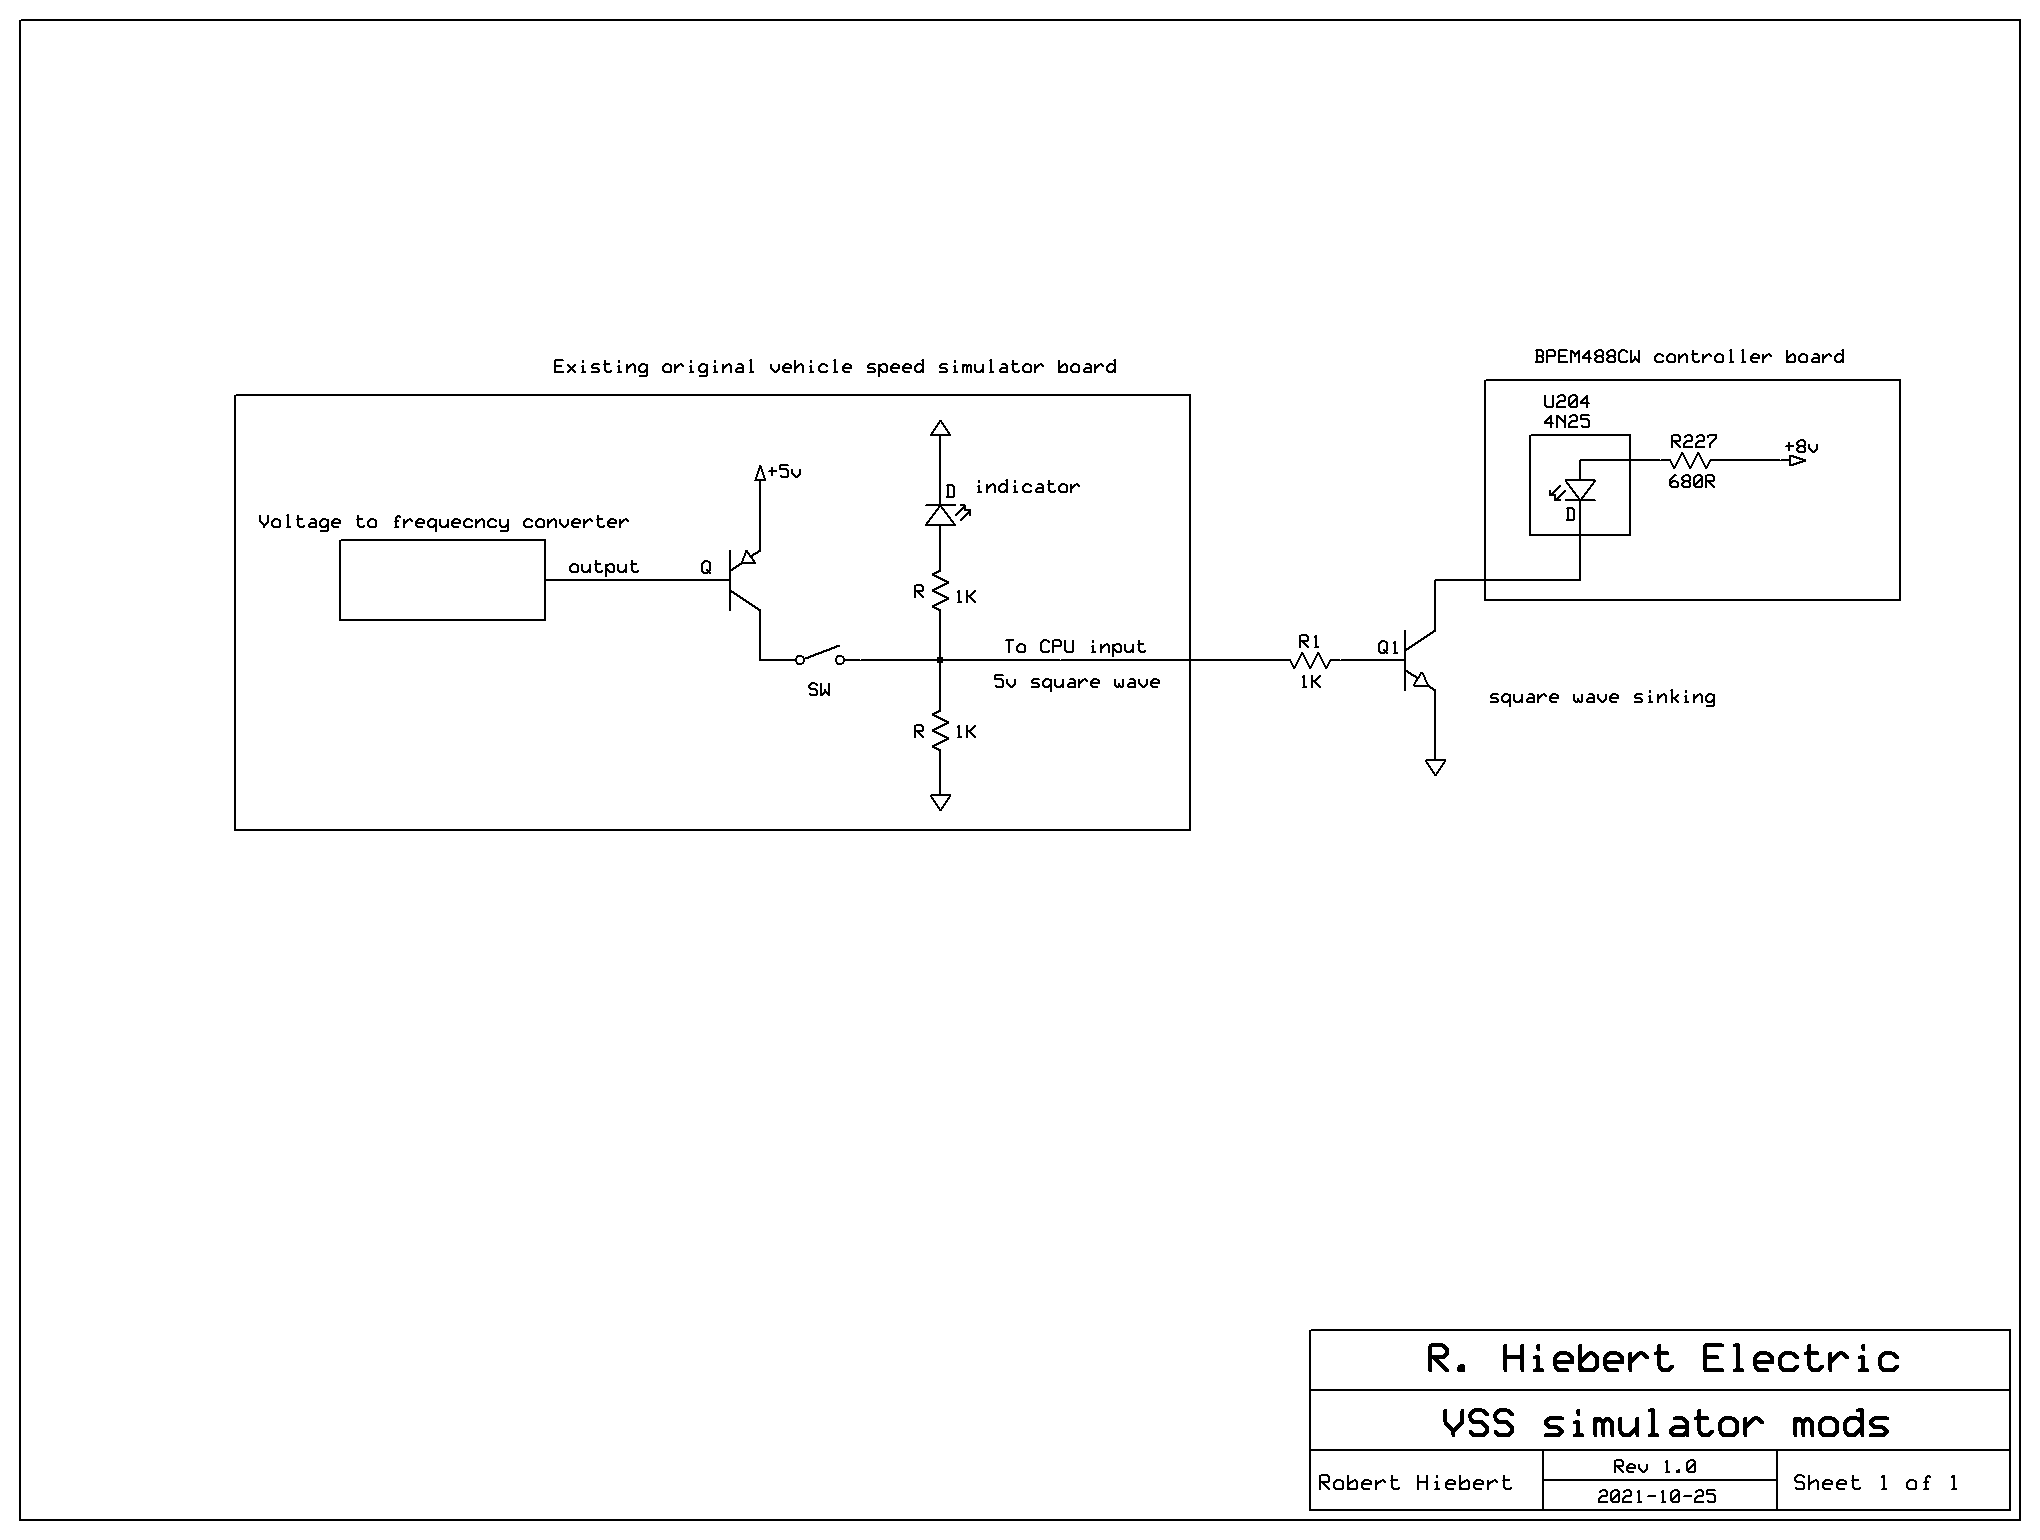 Existing original vehicle speed simulator board
Voltage to frequecncy converter
output
Q
+5v
SW
D
indicator
R
1K
R
1K
To CPU input
5v square wave
R1
1K
Q1
square wave sinking
BPEM488CW controller board
U204
4N25
D
R227
680R
+8v
R. Hiebert Electric
VSS simulator mods
Robert Hiebert
Rev 1.0
2021-10-25
Sheet 1 of 1